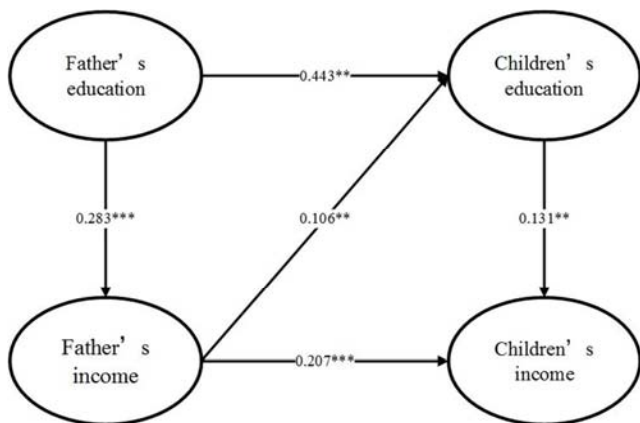 Father's
education
0.443**
Children's
education
0.283***
0.106**
0.131**
Father's
income
0.207***
Children's
income